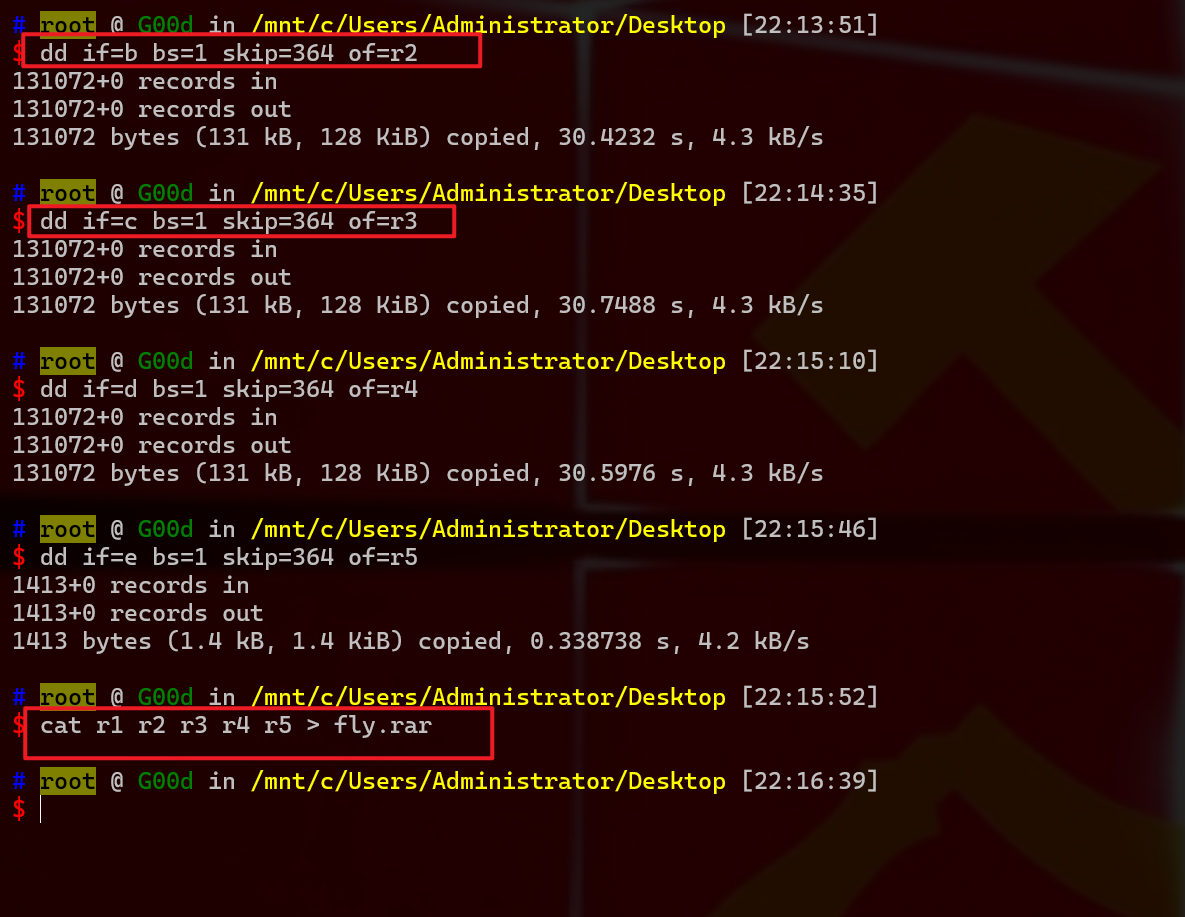 # root @ G00d in /mnt/c/Users/Administrator/Desktop [22:13:51]
$ dd if=b bs=1 skip=364 of=r2
131072+0 records in
131072+0 records out
131072 bytes (131 kB, 128 KiB) copied, 30.4232 s, 4.3 kB/s
# root @ G00d in /mnt/c/Users/Administrator/Desktop [22:14:35]
$ dd if=c bs=1 skip=364 of=r3
131072+0 records in
131072+0 records out
131072 bytes (131 kB, 128 KiB) copied, 30.7488 s, 4.3 kB/s
# root @ G00d in /mnt/c/Users/Administrator/Desktop [22:15:10]
$ dd if=d bs=1 skip=364 of=r4
131072+0 records in
131072+0 records out
131072 bytes (131 kB, 128 KiB) copied, 30.5976 s, 4.3 kB/s
# root @ G00d in /mnt/c/Users/Administrator/Desktop [22:15:46]
$ dd if=e bs=1 skip=364 of=r5
1413+0 records in
1413+0 records out
1413 bytes (1.4 kB, 1.4 KiB) copied, 0.338738 s, 4.2 kB/s
# root @ G00d in /mnt/c/Users/Administrator/Desktop [22:15:52]
$ cat r1 r2 r3 r4 r5 > fly.rar
# root @ G00d in /mnt/c/Users/Administrator/Desktop [22:16:39]
$